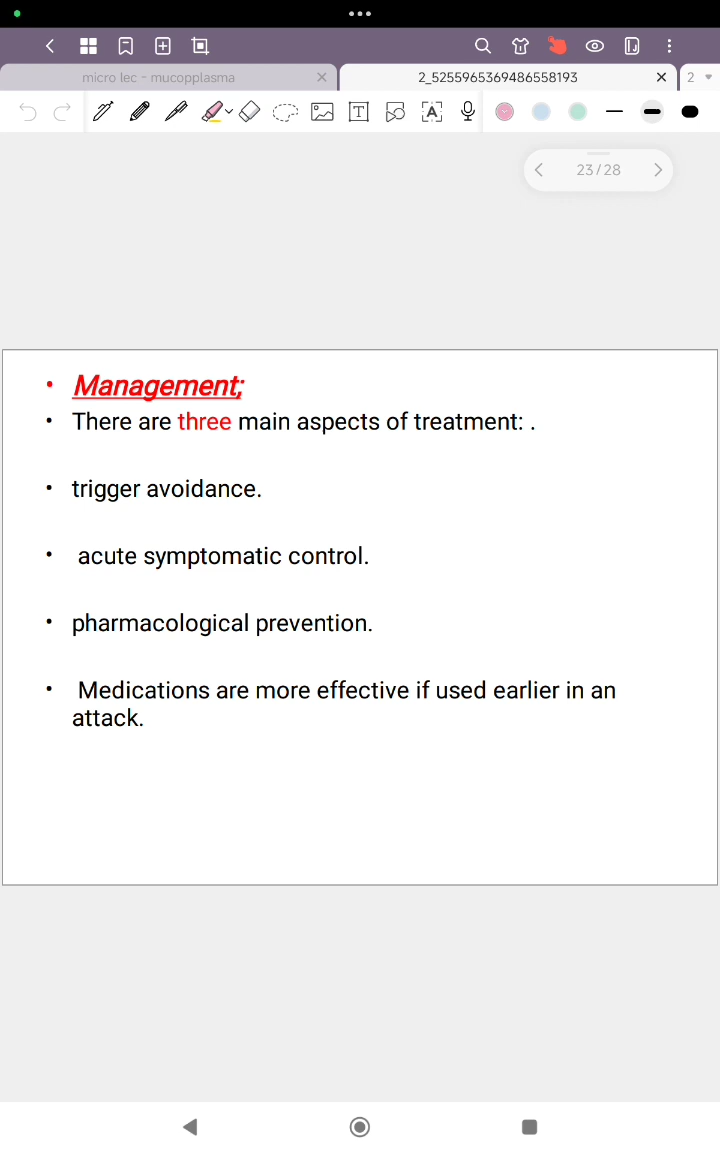 micro lec - mucopplasma
2_5255965369486558193
2
23/28
• Management;
• There are three main aspects of treatment: .
• trigger avoidance.
• acute symptomatic control.
• pharmacological prevention.
• Medications are more effective if used earlier in an
attack.